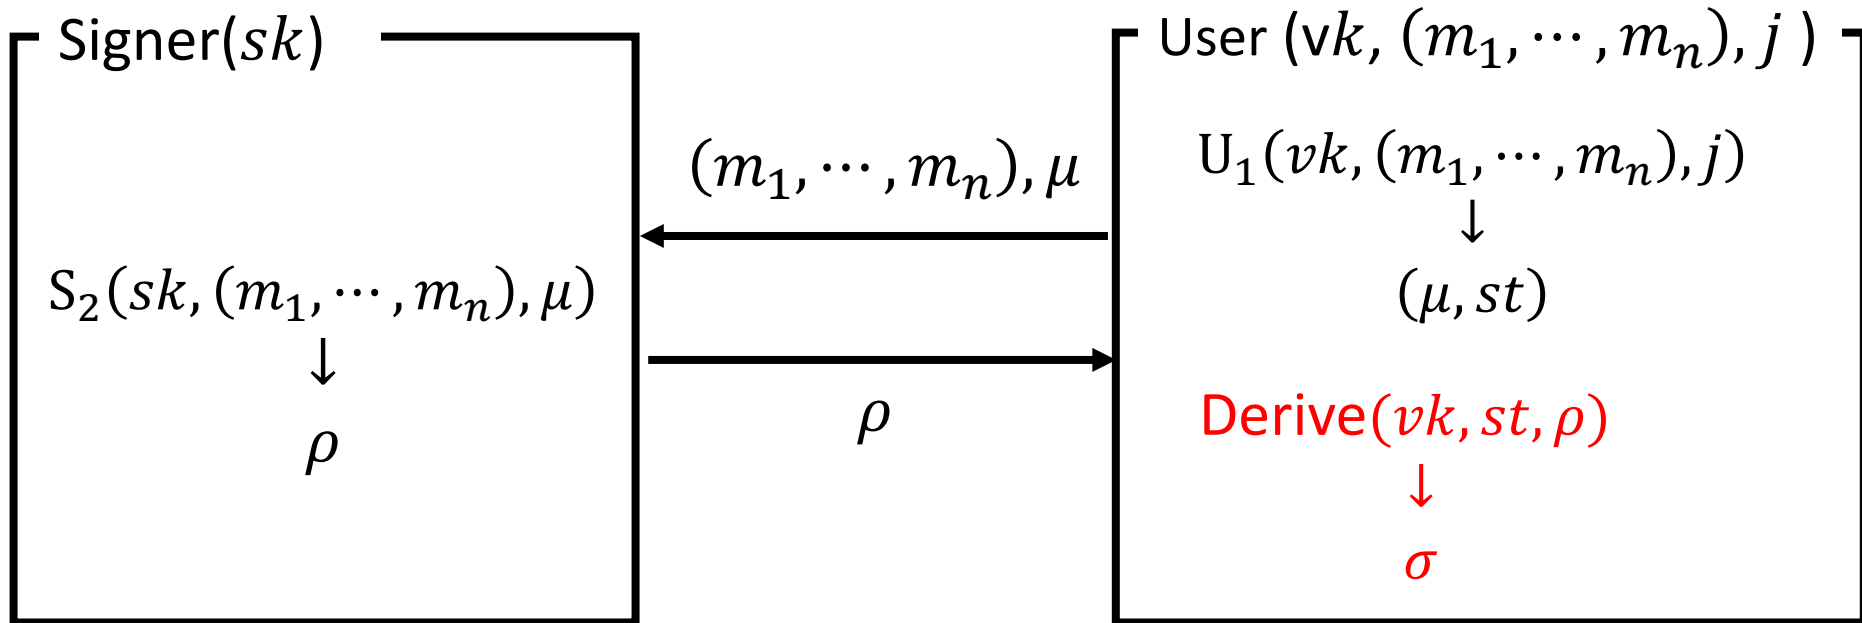 Signer(sk)
S₂(sk, (m₁, ⋯, mₙ), μ)
↓
ρ
(m₁, ⋯, mₙ), μ
ρ
User (vk, (m₁, ⋯, mₙ), j )
U₁(vk, (m₁, ⋯, mₙ), j)
↓
(μ, st)
Derive(vk, st, ρ)
↓
σ